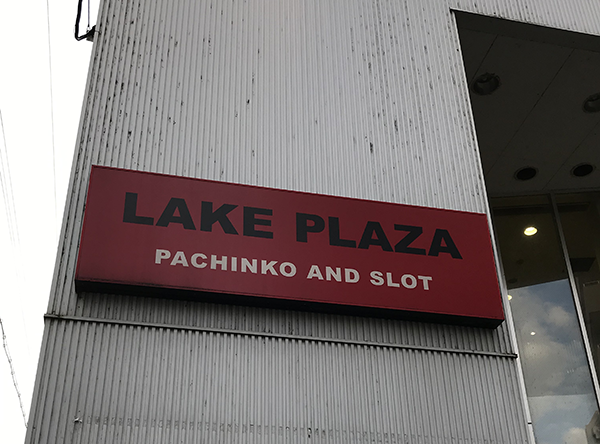 LAKE PLAZA
PACHINKO AND SLOT